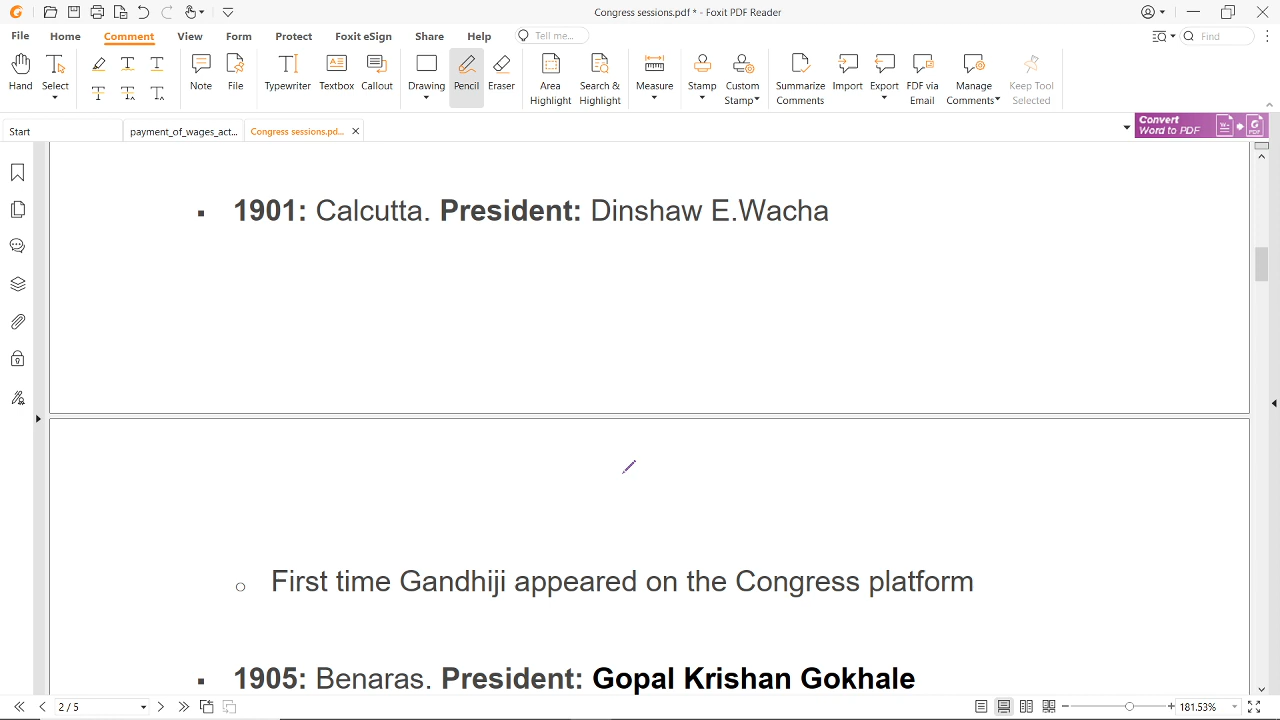 Congress sessions.pdf * - Foxit PDF Reader
File Home Comment View Form Protect Foxit eSign Share Help Tell me... Find
Hand Select Note File Typewriter Textbox Callout Drawing Pencil Eraser Area Highlight Search & Highlight Measure Stamp Custom Stamp Summarize Comments Import Export PDF via Email Manage Comments Keep Tool Selected
Start payment_of_wages_act... Congress sessions.pd... Convert Word to PDF
▪ 1901: Calcutta. President: Dinshaw E.Wacha
o First time Gandhiji appeared on the Congress platform
▪ 1905: Benaras. President: Gopal Krishan Gokhale
2 / 5 181.53%